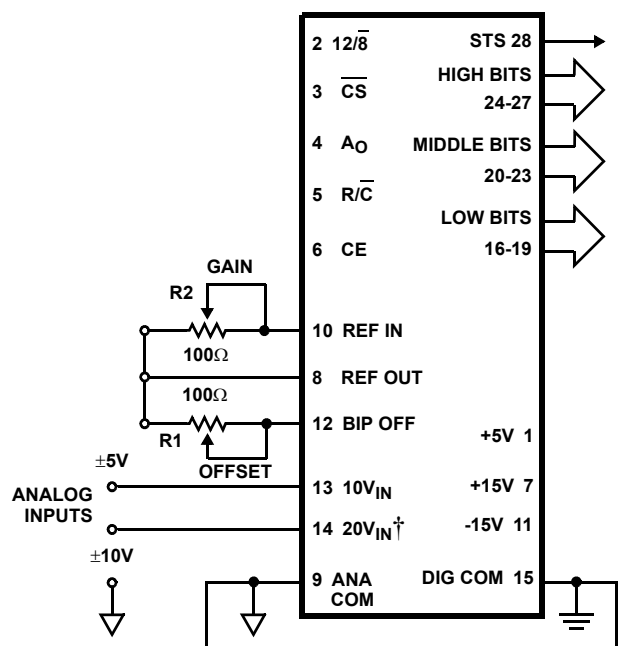 2 12/8̅
STS 28
HIGH BITS
24-27
3 C̅S̅
4 AO
MIDDLE BITS
20-23
5 R/C̅
LOW BITS
16-19
6 CE
GAIN
R2
100Ω
10 REF IN
8 REF OUT
100Ω
R1
OFFSET
12 BIP OFF
+5V 1
±5V
ANALOG
INPUTS
±10V
13 10VIN
+15V 7
14 20VIN†
-15V 11
9 ANA
COM
DIG COM 15